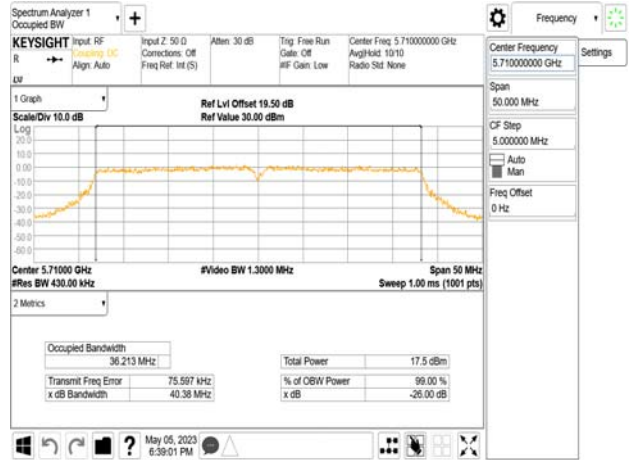 Spectrum Analyzer 1
Occupied BW
Frequency
KEYSIGHT
R
LVI
Input: RF
Coupling: DC
Align: Auto
Input Z: 50 Ω
Corrections: Off
Freq Ref: Int (S)
Atten: 30 dB
Trig: Free Run
Gate: Off
#IF Gain: Low
Center Freq: 5.710000000 GHz
Avg|Hold: 10/10
Radio Std: None
Center Frequency
5.710000000 GHz
Settings
Span
50.000 MHz
CF Step
5.000000 MHz
Auto
Man
Freq Offset
0 Hz
1 Graph
Ref Lvl Offset 19.50 dB
Scale/Div 10.0 dB
Ref Value 30.00 dBm
Log
20.0
10.0
0.00
-10.0
-20.0
-30.0
-40.0
-50.0
-60.0
Center 5.71000 GHz
#Video BW 1.3000 MHz
Span 50 MHz
#Res BW 430.00 kHz
Sweep 1.00 ms (1001 pts)
2 Metrics
Occupied Bandwidth
36.213 MHz
Total Power 17.5 dBm
Transmit Freq Error 75.597 kHz
% of OBW Power 99.00 %
x dB Bandwidth 40.38 MHz
x dB -26.00 dB
?
May 05, 2023
6:39:01 PM